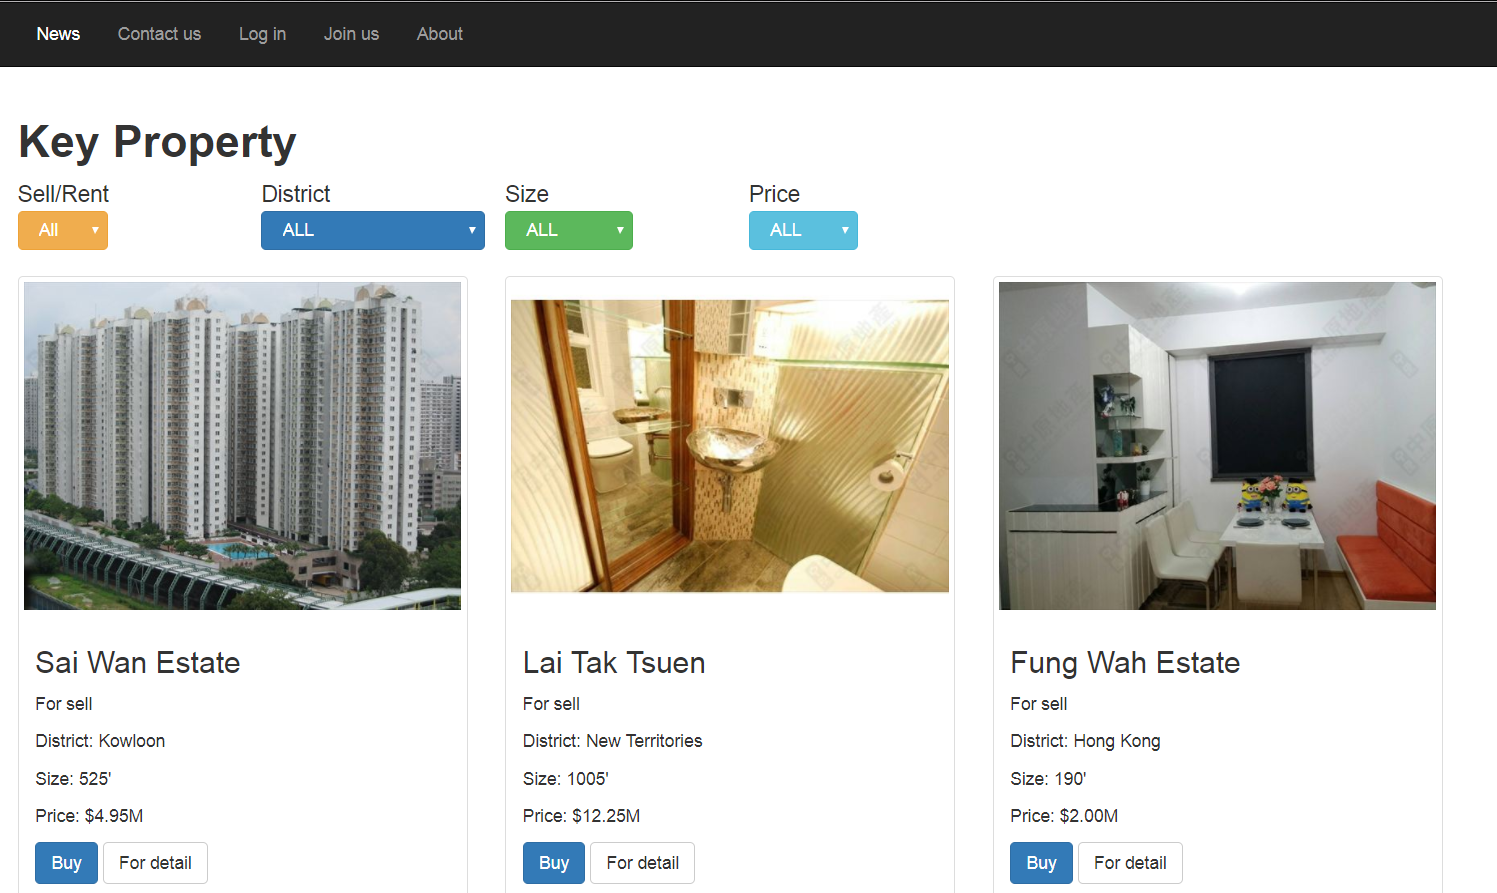 News Contact us Log in Join us About
Key Property
Sell/Rent District Size Price
All ALL ALL ALL
Sai Wan Estate
For sell
District: Kowloon
Size: 525'
Price: $4.95M
Buy For detail
Lai Tak Tsuen
For sell
District: New Territories
Size: 1005'
Price: $12.25M
Buy For detail
Fung Wah Estate
For sell
District: Hong Kong
Size: 190'
Price: $2.00M
Buy For detail